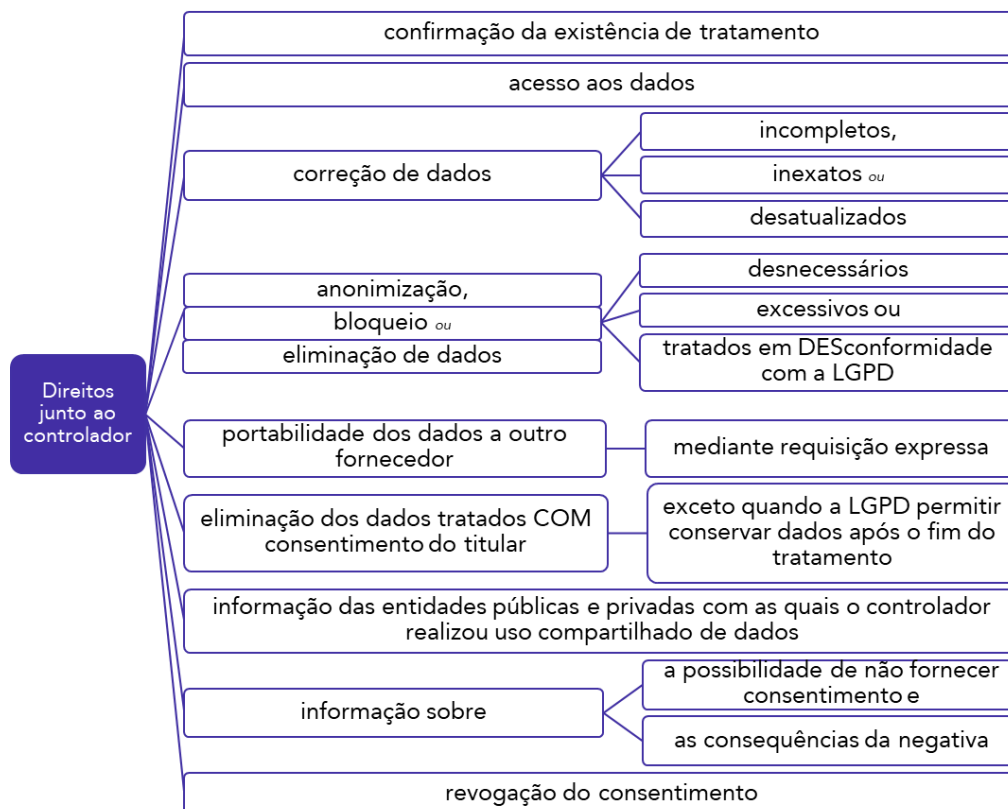 confirmação da existência de tratamento
acesso aos dados
correção de dados
incompletos,
inexatos ou
desatualizados
anonimização,
bloqueio ou
eliminação de dados
desnecessários
excessivos ou
tratados em DESconformidade
com a LGPD
Direitos
junto ao
controlador
portabilidade dos dados a outro
fornecedor
mediante requisição expressa
eliminação dos dados tratados COM
consentimento do titular
exceto quando a LGPD permitir
conservar dados após o fim do
tratamento
informação das entidades públicas e privadas com as quais o controlador
realizou uso compartilhado de dados
informação sobre
a possibilidade de não fornecer
consentimento e
as consequências da negativa
revogação do consentimento